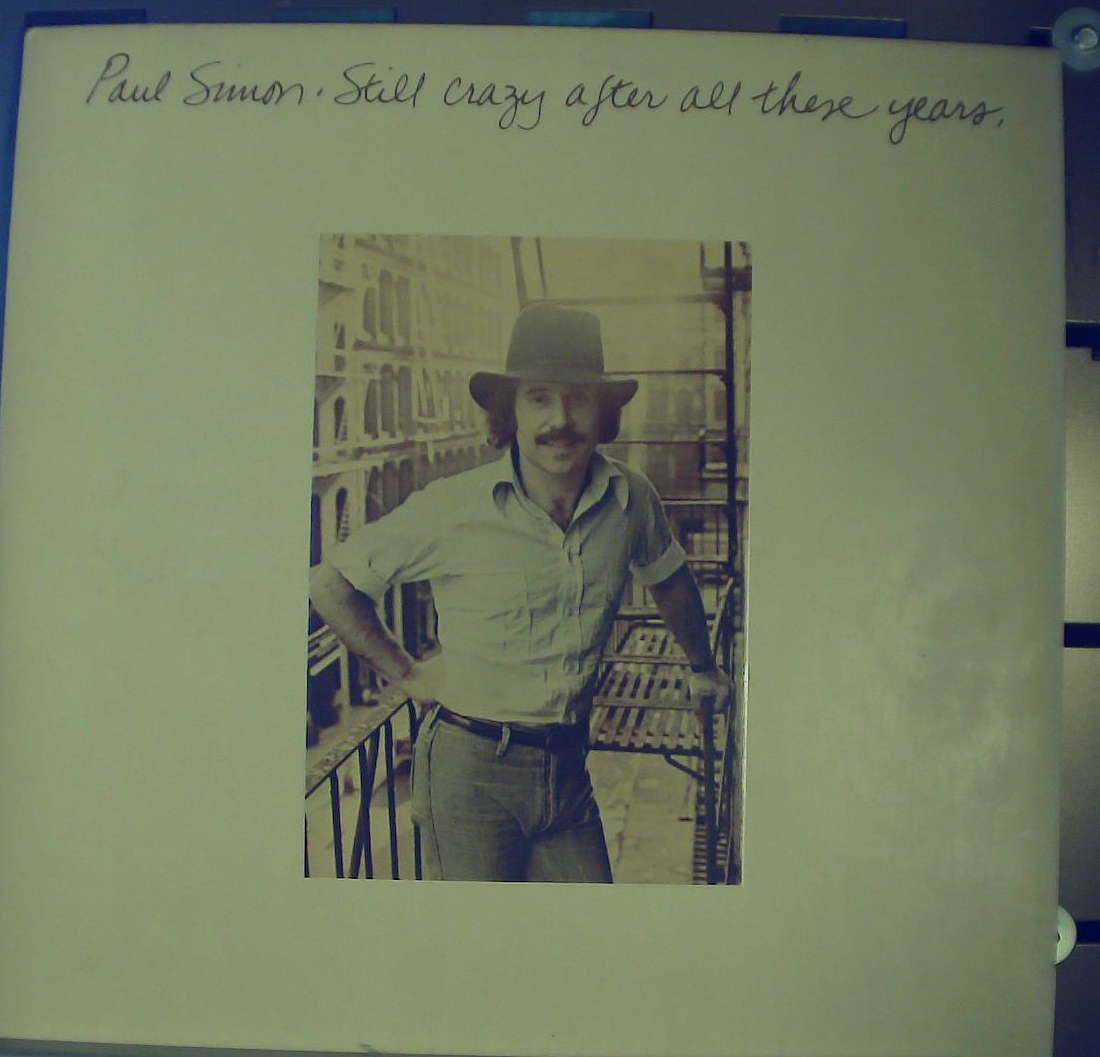 Paul Simon. Still crazy after all these years.